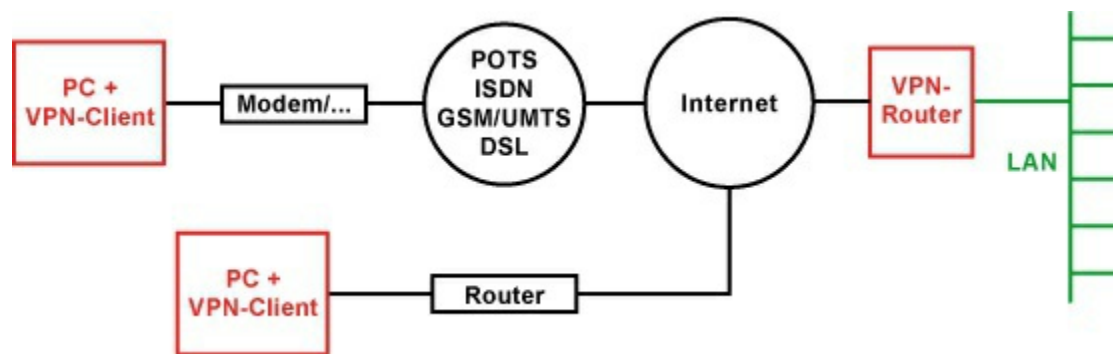 PC +
VPN-Client
Modem/...
POTS
ISDN
GSM/UMTS
DSL
Internet
VPN-
Router
LAN
PC +
VPN-Client
Router